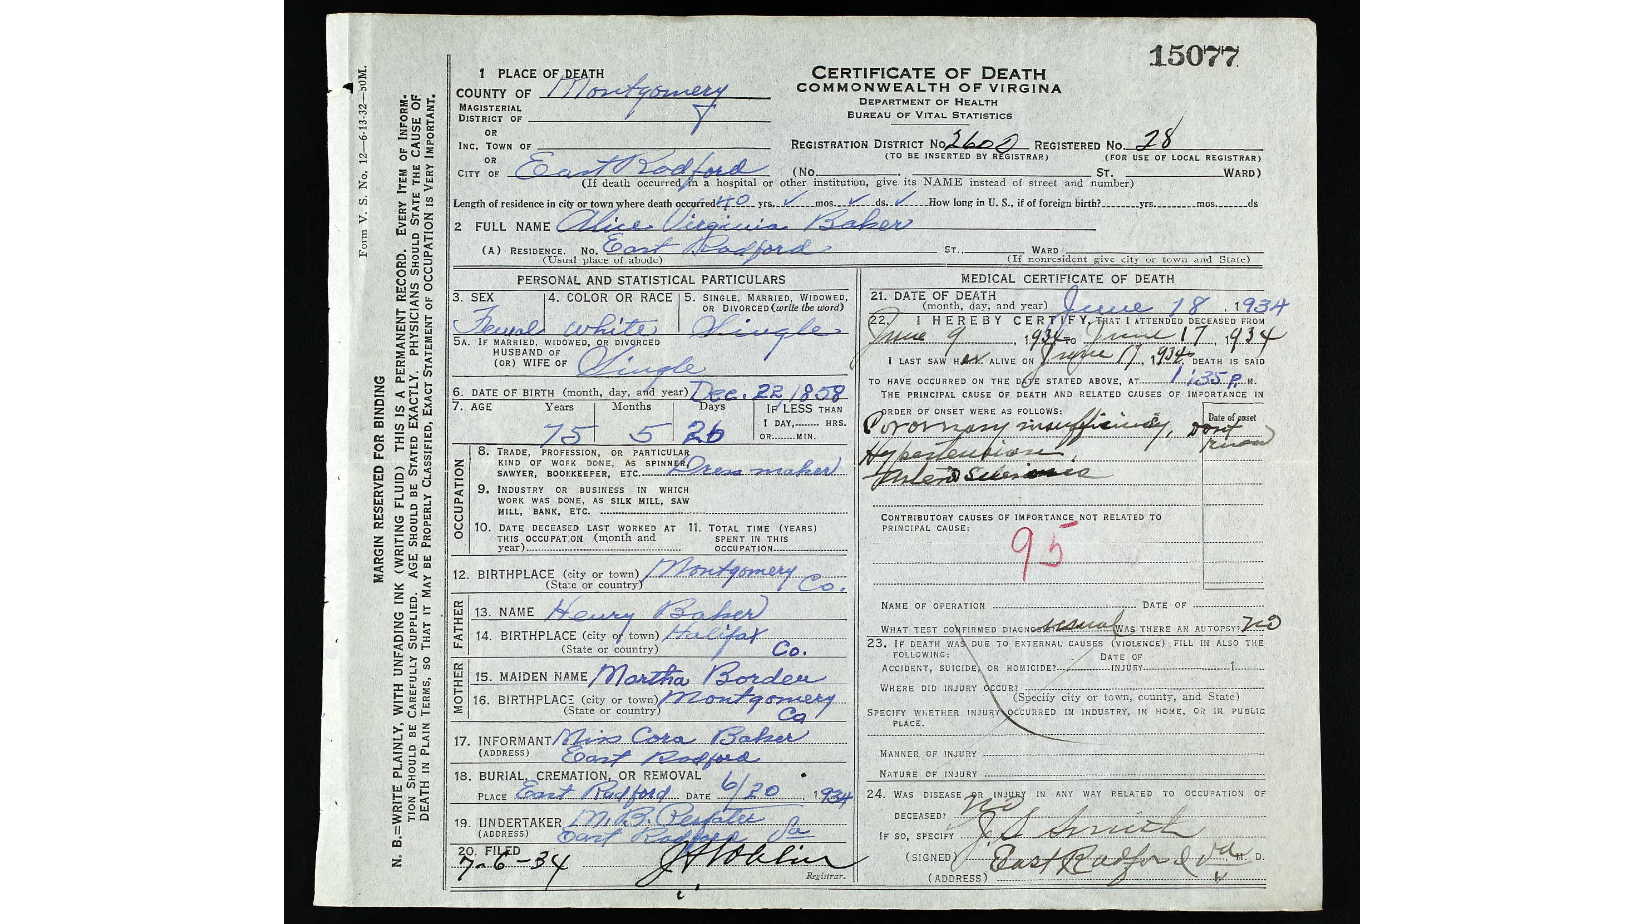 15077
1 PLACE OF DEATH
COUNTY OF Montgomery
MAGISTERIAL
DISTRICT OF
OR
INC. TOWN OF
OR
CITY OF East Radford
CERTIFICATE OF DEATH
COMMONWEALTH OF VIRGINIA
DEPARTMENT OF HEALTH
BUREAU OF VITAL STATISTICS
REGISTRATION DISTRICT No. 2600 REGISTERED No. 28
(TO BE INSERTED BY REGISTRAR) (FOR USE OF LOCAL REGISTRAR)
(No. ST. WARD)
(If death occurred in a hospital or other institution, give its NAME instead of street and number)
Length of residence in city or town where death occurred 40 yrs. ✓ mos. ✓ ds. ✓ How long in U. S., if of foreign birth? yrs. mos. ds
2 FULL NAME Alice Virginia Baker
(A) RESIDENCE. No. East Radford ST., WARD
(Usual place of abode) (If nonresident give city or town and State)
PERSONAL AND STATISTICAL PARTICULARS
3. SEX 4. COLOR OR RACE 5. SINGLE, MARRIED, WIDOWED,
OR DIVORCED (write the word)
Female White Single
5A. IF MARRIED, WIDOWED, OR DIVORCED
HUSBAND OF
(OR) WIFE OF Single
6. DATE OF BIRTH (month, day, and year) Dec. 22, 1858
7. AGE Years Months Days IF LESS THAN
1 DAY, HRS.
75 5 26 OR MIN.
OCCUPATION
8. TRADE, PROFESSION, OR PARTICULAR
KIND OF WORK DONE, AS SPINNER,
SAWYER, BOOKKEEPER, ETC. Dress maker
9. INDUSTRY OR BUSINESS IN WHICH
WORK WAS DONE, AS SILK MILL, SAW
MILL, BANK, ETC.
10. DATE DECEASED LAST WORKED AT 11. TOTAL TIME (YEARS)
THIS OCCUPATION (month and SPENT IN THIS
year) OCCUPATION
12. BIRTHPLACE (city or town) Montgomery
(State or country) Co.
FATHER
13. NAME Henry Baker
14. BIRTHPLACE (city or town) Halifax
(State or country) Co.
MOTHER
15. MAIDEN NAME Martha Borden
16. BIRTHPLACE (city or town) Montgomery
(State or country) Co
17. INFORMANT Miss Cora Baker
(ADDRESS) East Radford
18. BURIAL, CREMATION, OR REMOVAL
PLACE East Radford DATE 6/20, 1934
19. UNDERTAKER
(ADDRESS) East Radford Va
20. FILED
7-6-34
Registrar.
MEDICAL CERTIFICATE OF DEATH
21. DATE OF DEATH
(month, day, and year) June 18, 1934
22. I HEREBY CERTIFY, THAT I ATTENDED DECEASED FROM
June 9, 1934 TO June 17, 1934
I LAST SAW HER ALIVE ON June 17, 1934, DEATH IS SAID
TO HAVE OCCURRED ON THE DATE STATED ABOVE, AT 1:35 P. M.
THE PRINCIPAL CAUSE OF DEATH AND RELATED CAUSES OF IMPORTANCE IN
ORDER OF ONSET WERE AS FOLLOWS: Date of onset
Coronary insufficiency, Dont
Hypertension know
CONTRIBUTORY CAUSES OF IMPORTANCE NOT RELATED TO
PRINCIPAL CAUSE:
95
NAME OF OPERATION DATE OF
WHAT TEST CONFIRMED DIAGNOSIS? usual WAS THERE AN AUTOPSY? NO
23. IF DEATH WAS DUE TO EXTERNAL CAUSES (VIOLENCE) FILL IN ALSO THE
FOLLOWING: DATE OF
ACCIDENT, SUICIDE, OR HOMICIDE? INJURY 1
WHERE DID INJURY OCCUR?
(Specify city or town, county, and State)
SPECIFY WHETHER INJURY OCCURRED IN INDUSTRY, IN HOME, OR IN PUBLIC
PLACE.
MANNER OF INJURY
NATURE OF INJURY
24. WAS DISEASE OR INJURY IN ANY WAY RELATED TO OCCUPATION OF
DECEASED? no
IF SO, SPECIFY
(SIGNED) J. S. Smith M. D.
(ADDRESS) East Radford Va
Form V. S. No. 12—6-13-32—50M.
MARGIN RESERVED FOR BINDING
N. B.—WRITE PLAINLY, WITH UNFADING INK (WRITING FLUID) THIS IS A PERMANENT RECORD. EVERY ITEM OF INFORM-
TION SHOULD BE CAREFULLY SUPPLIED. AGE SHOULD BE STATED EXACTLY. PHYSICIANS SHOULD STATE THE CAUSE OF
DEATH IN PLAIN TERMS, SO THAT IT MAY BE PROPERLY CLASSIFIED, EXACT STATEMENT OF OCCUPATION IS VERY IMPORTANT.